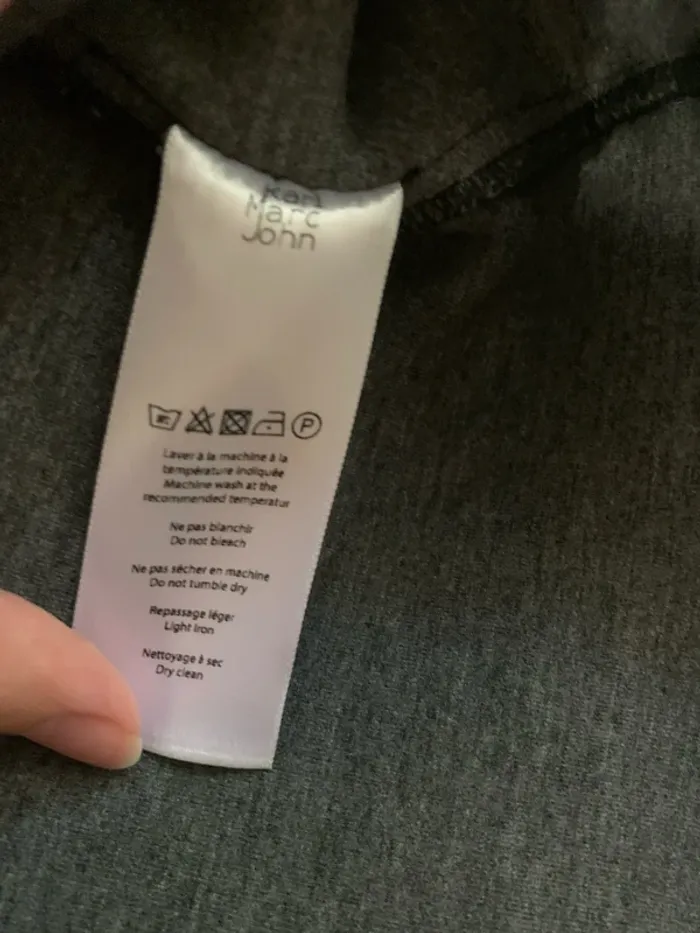 Karl
Marc
John
P
Laver à la machine à la
température indiquée
Machine wash at the
recommended temperatur
Ne pas blanchir
Do not bleach
Ne pas sécher en machine
Do not tumble dry
Repassage léger
Light Iron
Nettoyage à sec
Dry clean